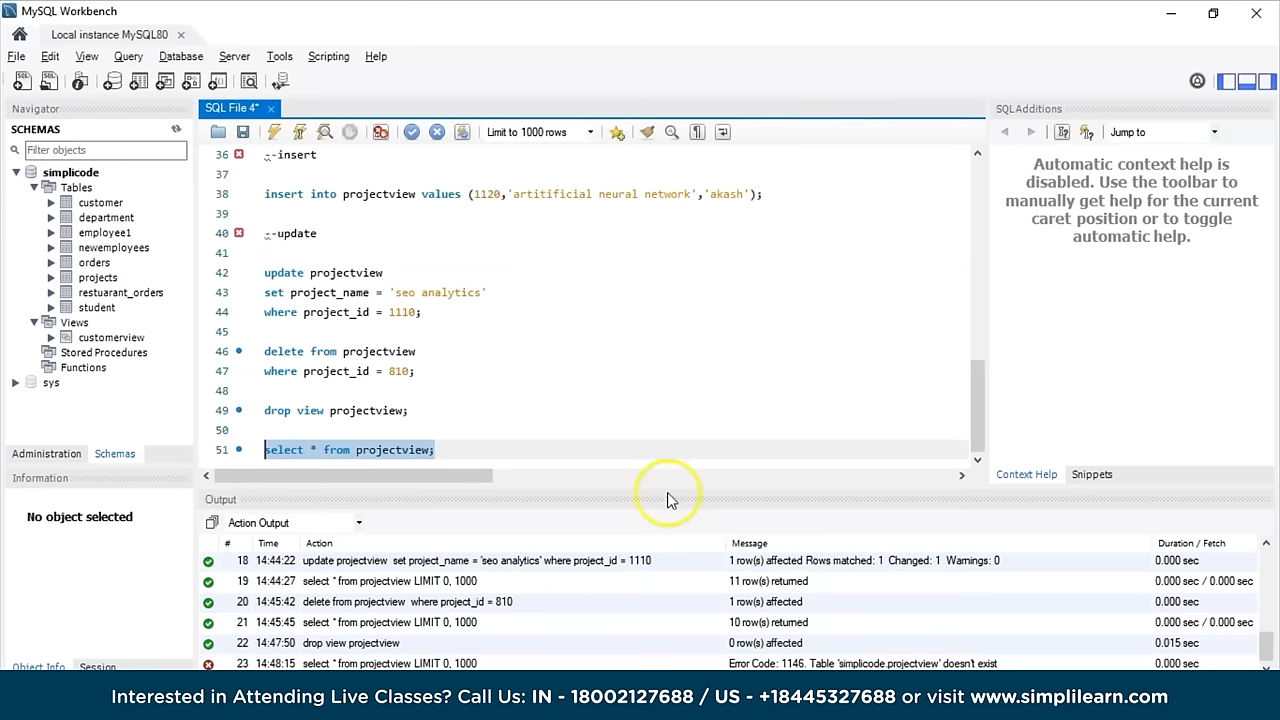 MySQL Workbench
Local instance MySQL80
File Edit View Query Database Server Tools Scripting Help
Navigator
SCHEMAS
Filter objects
simplicode
Tables
customer
department
employee1
newemployees
orders
projects
restuarant_orders
student
Views
customerview
Stored Procedures
Functions
sys
Administration Schemas
Information
No object selected
Object Info Session
SQL File 4*
Limit to 1000 rows
36 --insert
37
38 insert into projectview values (1120,'artitificial neural network','akash');
39
40 --update
41
42 update projectview
43 set project_name = 'seo analytics'
44 where project_id = 1110;
45
46 delete from projectview
47 where project_id = 810;
48
49 drop view projectview;
50
51 select * from projectview;
SQL Additions
Jump to
Automatic context help is
disabled. Use the toolbar to
manually get help for the current
caret position or to toggle
automatic help.
Context Help Snippets
Output
Action Output
# Time Action Message Duration / Fetch
18 14:44:22 update projectview set project_name = 'seo analytics' where project_id = 1110 1 row(s) affected Rows matched: 1 Changed: 1 Warnings: 0 0.000 sec
19 14:44:27 select * from projectview LIMIT 0, 1000 11 row(s) returned 0.000 sec / 0.000 sec
20 14:45:42 delete from projectview where project_id = 810 1 row(s) affected 0.000 sec
21 14:45:45 select * from projectview LIMIT 0, 1000 10 row(s) returned 0.000 sec / 0.000 sec
22 14:47:50 drop view projectview 0 row(s) affected 0.015 sec
23 14:48:15 select * from projectview LIMIT 0, 1000 Error Code: 1146. Table 'simplicode.projectview' doesn't exist 0.000 sec
Interested in Attending Live Classes? Call Us: IN - 18002127688 / US - +18445327688 or visit www.simplilearn.com